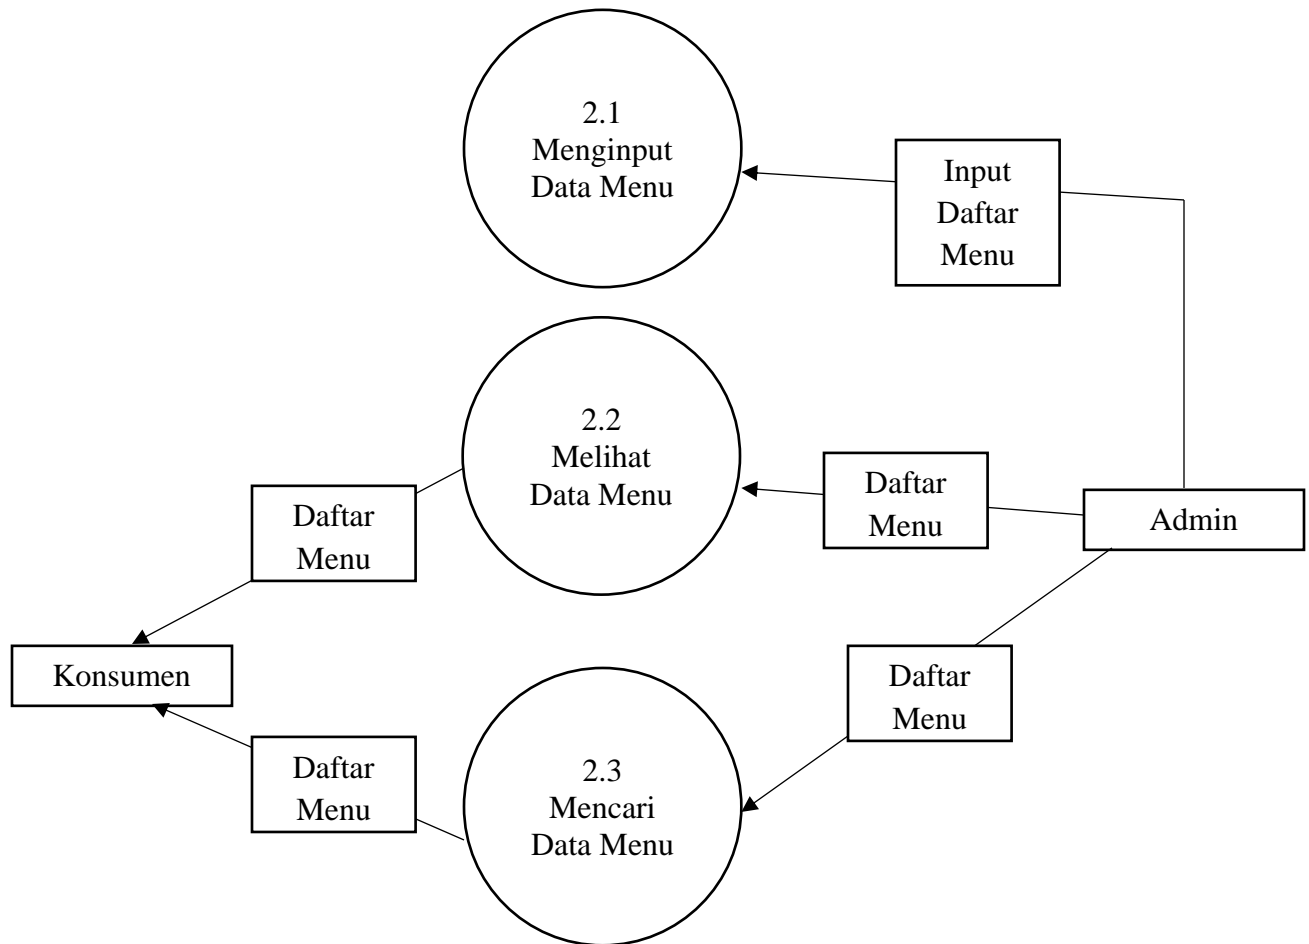 2.1
Menginput
Data Menu
Input
Daftar
Menu
2.2
Melihat
Data Menu
Daftar
Menu
Admin
Daftar
Menu
Konsumen
Daftar
Menu
Daftar
Menu
2.3
Mencari
Data Menu